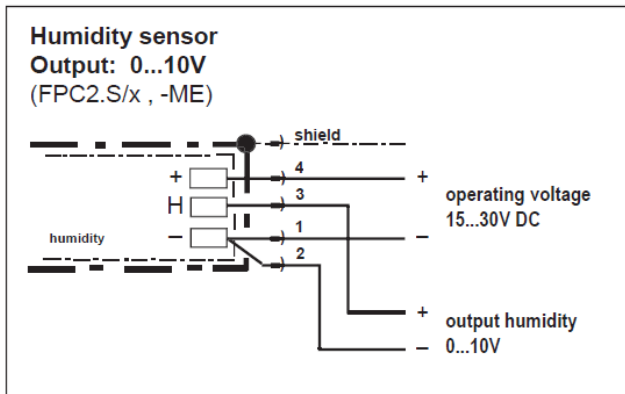 Humidity sensor
Output: 0...10V
(FPC2.S/x , -ME)
shield
+ 4 +
H 3
operating voltage
15...30V DC
humidity − 1 −
2
+
output humidity
0...10V
−